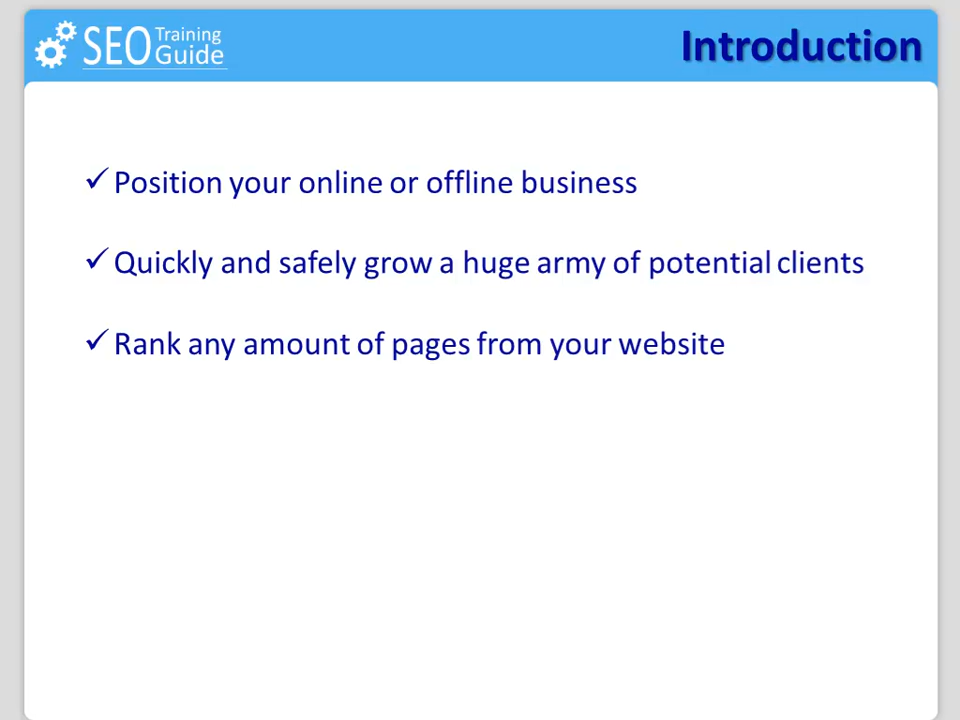 SEO Training Guide
Introduction
Position your online or offline business
Quickly and safely grow a huge army of potential clients
Rank any amount of pages from your website